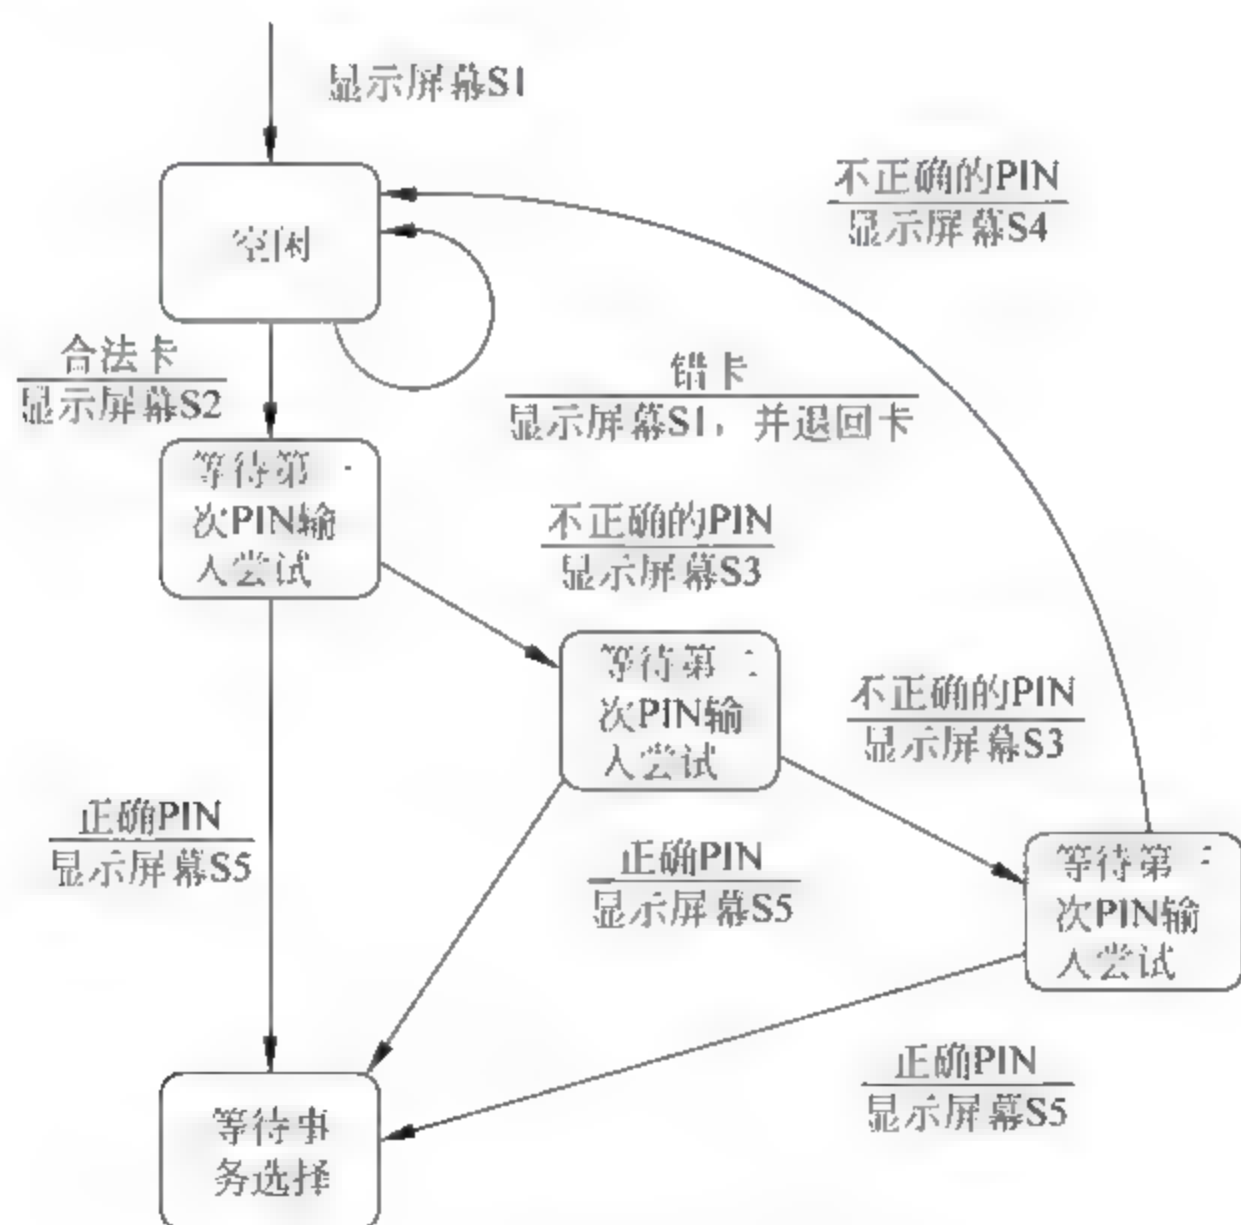 显示屏幕S1
不正确的PIN
显示屏幕S4
空闲
合法卡
显示屏幕S2
错卡
显示屏幕S1，并退回卡
等待第一
次PIN输
入尝试
不正确的PIN
显示屏幕S3
等待第二
次PIN输
入尝试
不正确的PIN
显示屏幕S3
正确PIN
显示屏幕S5
正确PIN
显示屏幕S5
等待第三
次PIN输
入尝试
正确PIN
显示屏幕S5
等待事
务选择